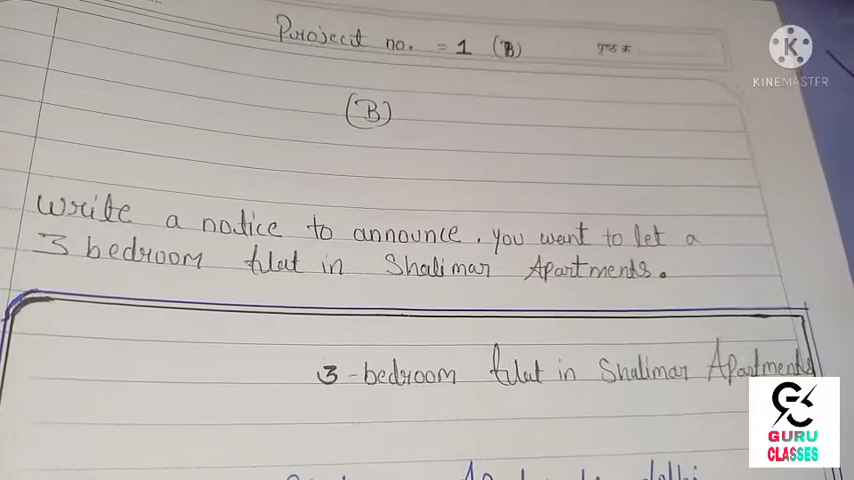 Project no. = 1 (B)
पृष्ठ क्र
K
KINEMASTER
(B)
Write a notice to announce. you want to let a
3 bedroom flat in Shalimar Apartments.
3-bedroom flat in Shalimar Apartments
GURU
CLASSES
delhi